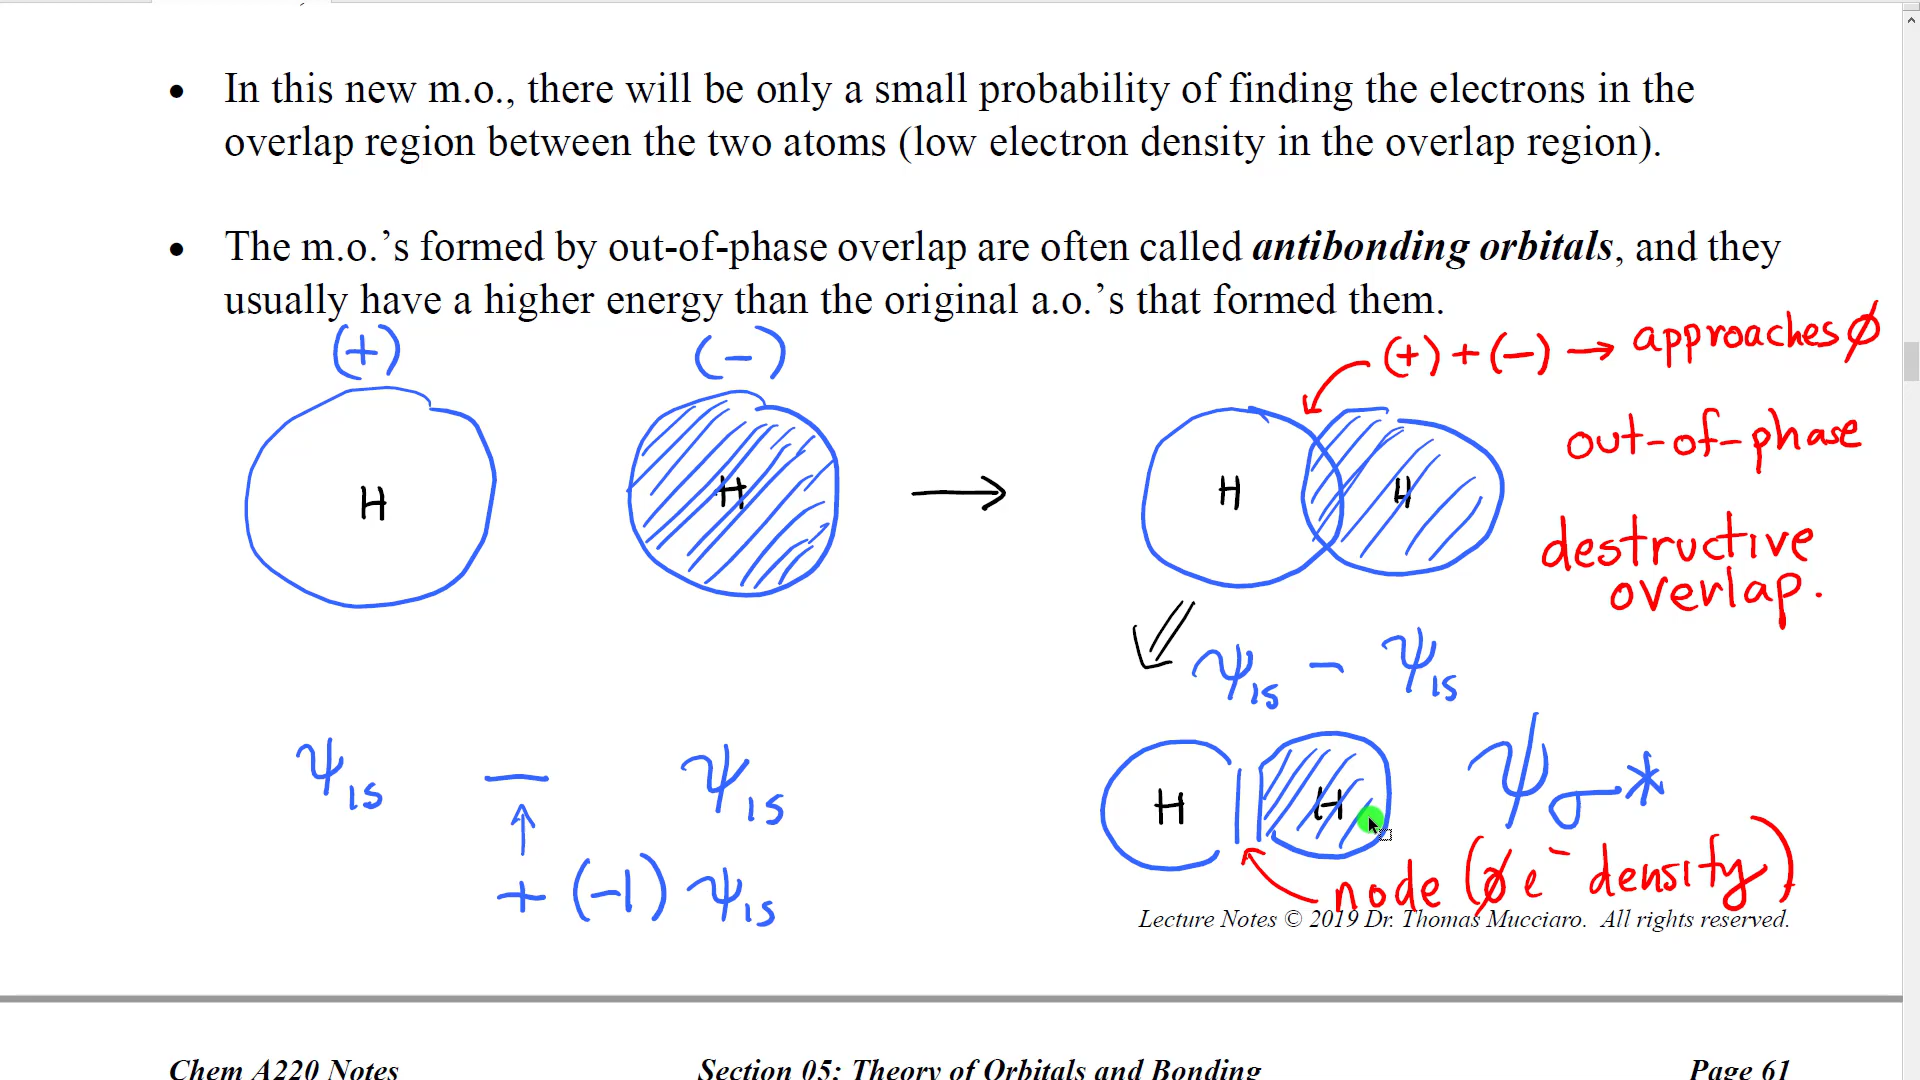 • In this new m.o., there will be only a small probability of finding the electrons in the
overlap region between the two atoms (low electron density in the overlap region).
• The m.o.’s formed by out-of-phase overlap are often called antibonding orbitals, and they
usually have a higher energy than the original a.o.’s that formed them.
(+) (-) (+) + (-) → approaches ∅
out-of-phase
H H → H H
destructive
overlap.
ψ1s - ψ1s
ψ1s — ψ1s H H ψσ*
+ (-1) ψ1s node (∅ e⁻ density)
Lecture Notes © 2019 Dr. Thomas Mucciaro. All rights reserved.
Chem A220 Notes Section 05: Theory of Orbitals and Bonding Page 61